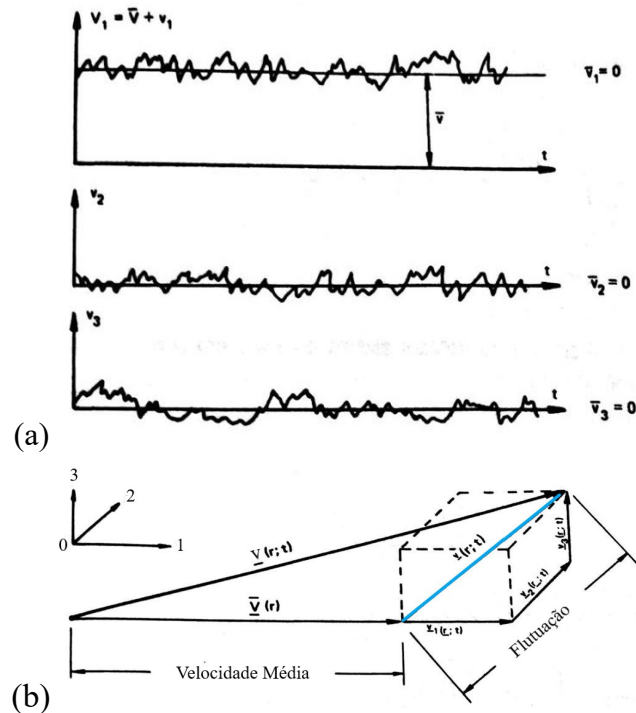 V₁ = V̄ + v₁
v̄₁=0
v̄
t
v₂
t
v̄₂=0
v₃
t
v̄₃=0
(a)
3
2
0
1
V(r;t)
v(r;t)
v₃(r;t)
V̄(r)
v₁(r;t)
v₂(r;t)
Flutuação
Velocidade Média
(b)